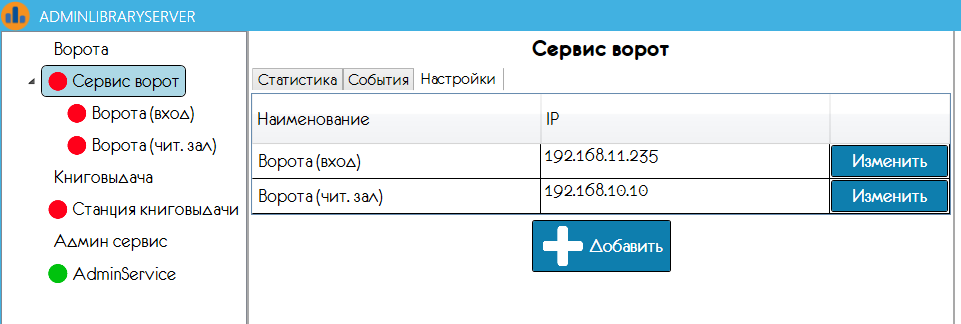 ADMINLIBRARYSERVER
Ворота
Сервис ворот
Ворота (вход)
Ворота (чит. зал)
Книговыдача
Станция книговыдачи
Админ сервис
AdminService
Сервис ворот
Статистика События Настройки
Наименование IP
Ворота (вход) 192.168.11.235 Изменить
Ворота (чит. зал) 192.168.10.10 Изменить
Добавить